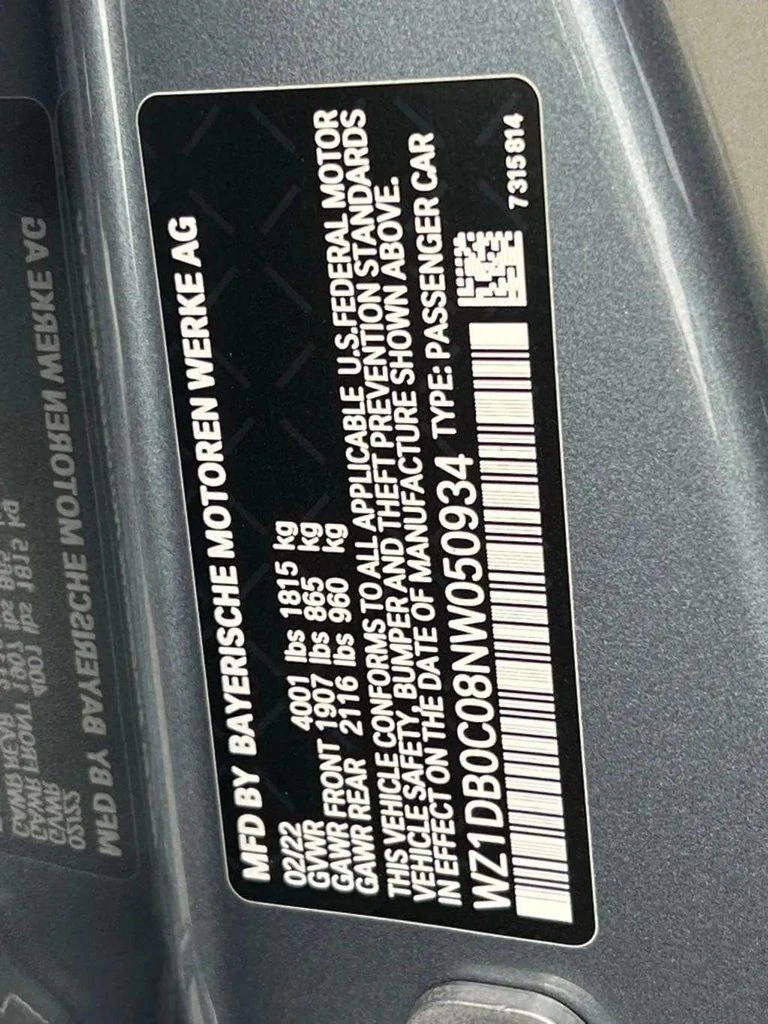 MFD BY BAYERISCHE MOTOREN WERKE AG
02/22
GVWR 4001 lbs 1815 kg
GAWR FRONT 1907 lbs 865 kg
GAWR REAR 2116 lbs 960 kg
THIS VEHICLE CONFORMS TO ALL APPLICABLE U.S.FEDERAL MOTOR
VEHICLE SAFETY, BUMPER AND THEFT PREVENTION STANDARDS
IN EFFECT ON THE DATE OF MANUFACTURE SHOWN ABOVE.
WZ1DB0C08NW050934 TYPE: PASSENGER CAR
7315814